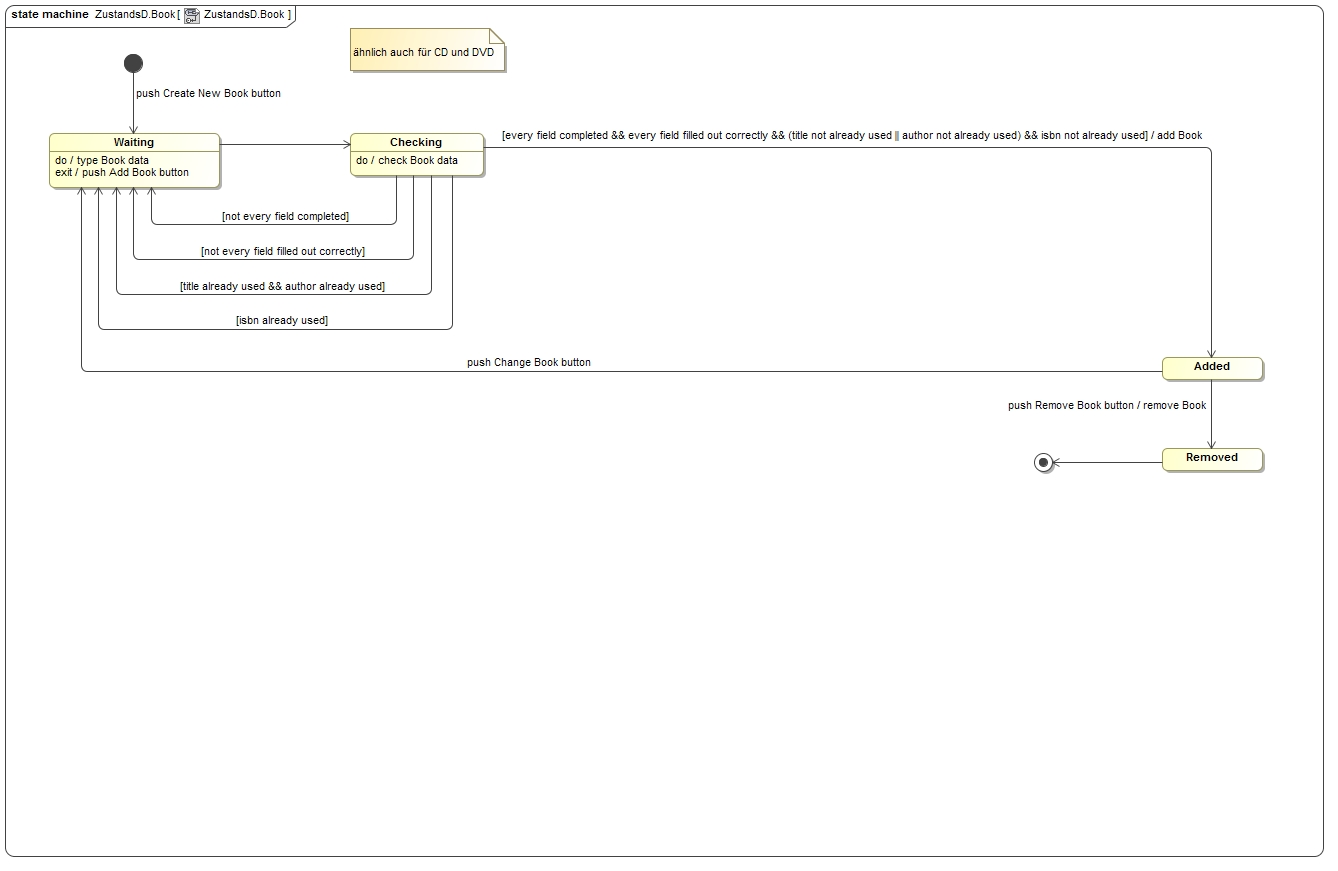 state machine ZustandsD.Book[ ZustandsD.Book ]
ähnlich auch für CD und DVD
push Create New Book button
Waiting
do / type Book data
exit / push Add Book button
Checking
do / check Book data
[every field completed && every field filled out correctly && (title not already used || author not already used) && isbn not already used] / add Book
[not every field completed]
[not every field filled out correctly]
[title already used && author already used]
[isbn already used]
push Change Book button
Added
push Remove Book button / remove Book
Removed